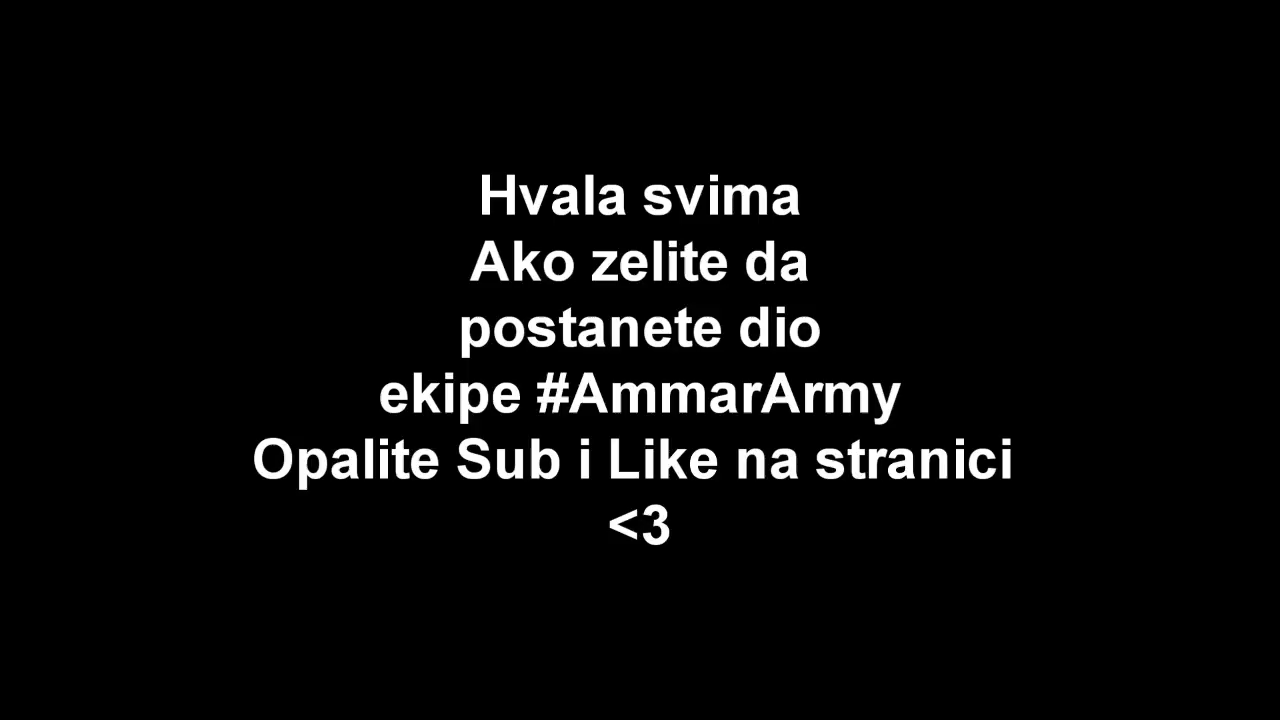 Hvala svima
Ako zelite da
postanete dio
ekipe #AmmarArmy
Opalite Sub i Like na stranici
<3